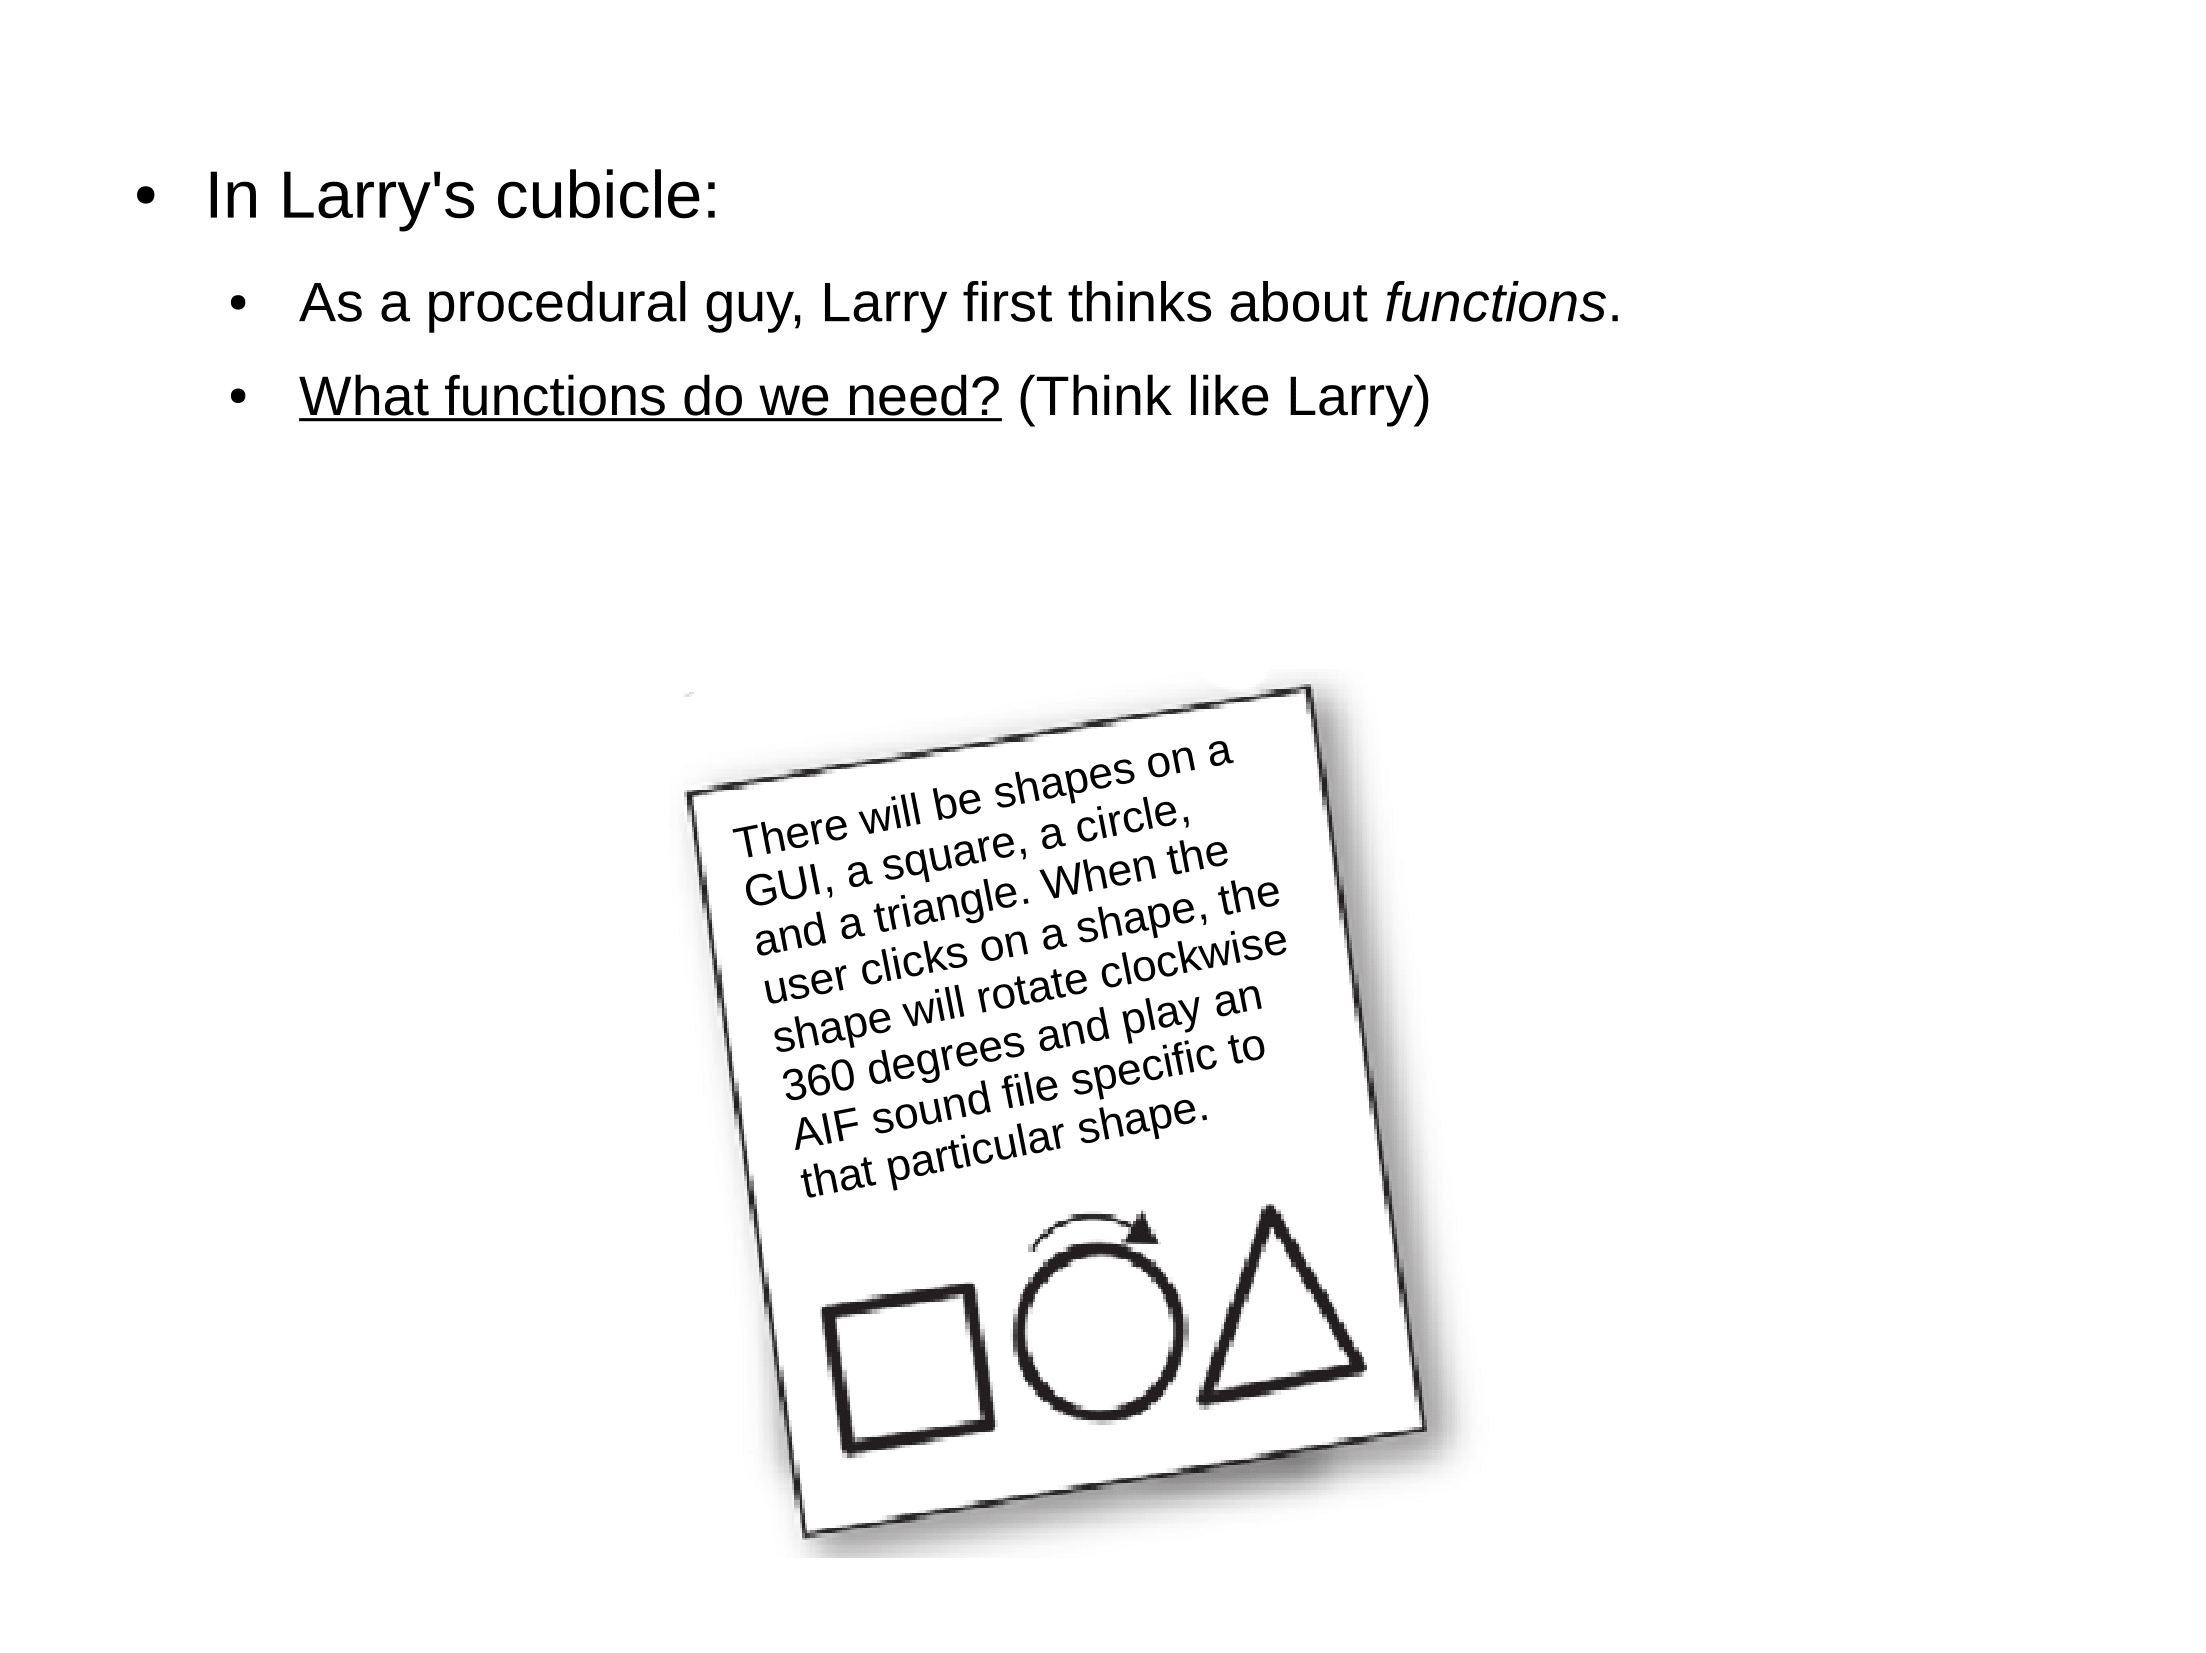 • In Larry's cubicle:
• As a procedural guy, Larry first thinks about functions.
• What functions do we need? (Think like Larry)
There will be shapes on a
GUI, a square, a circle,
and a triangle. When the
user clicks on a shape, the
shape will rotate clockwise
360 degrees and play an
AIF sound file specific to
that particular shape.